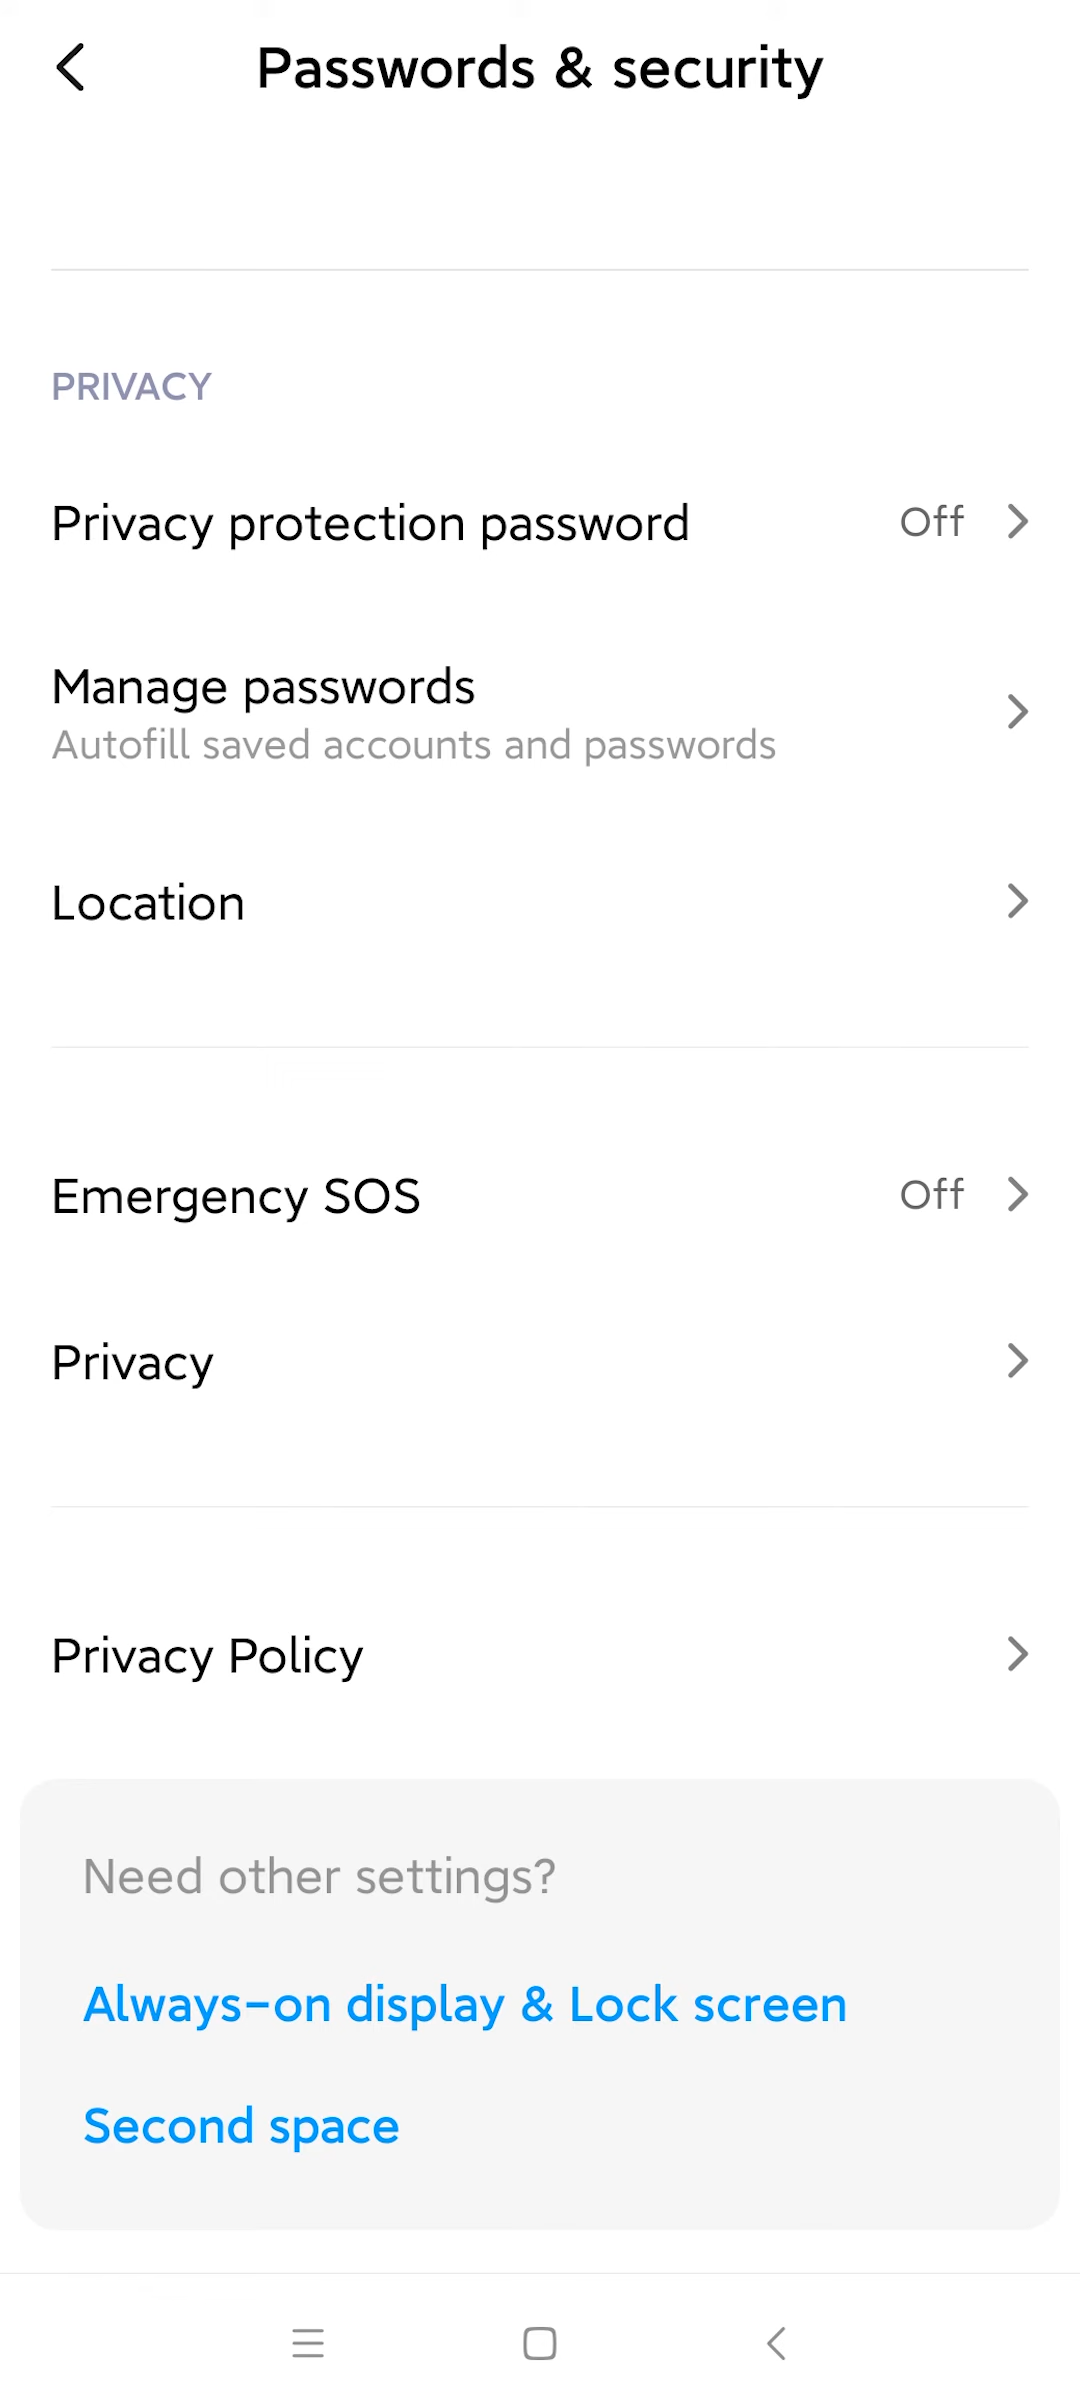 Passwords & security
PRIVACY
Privacy protection password
Off
Manage passwords
Autofill saved accounts and passwords
Location
Emergency SOS
Off
Privacy
Privacy Policy
Need other settings?
Always-on display & Lock screen
Second space